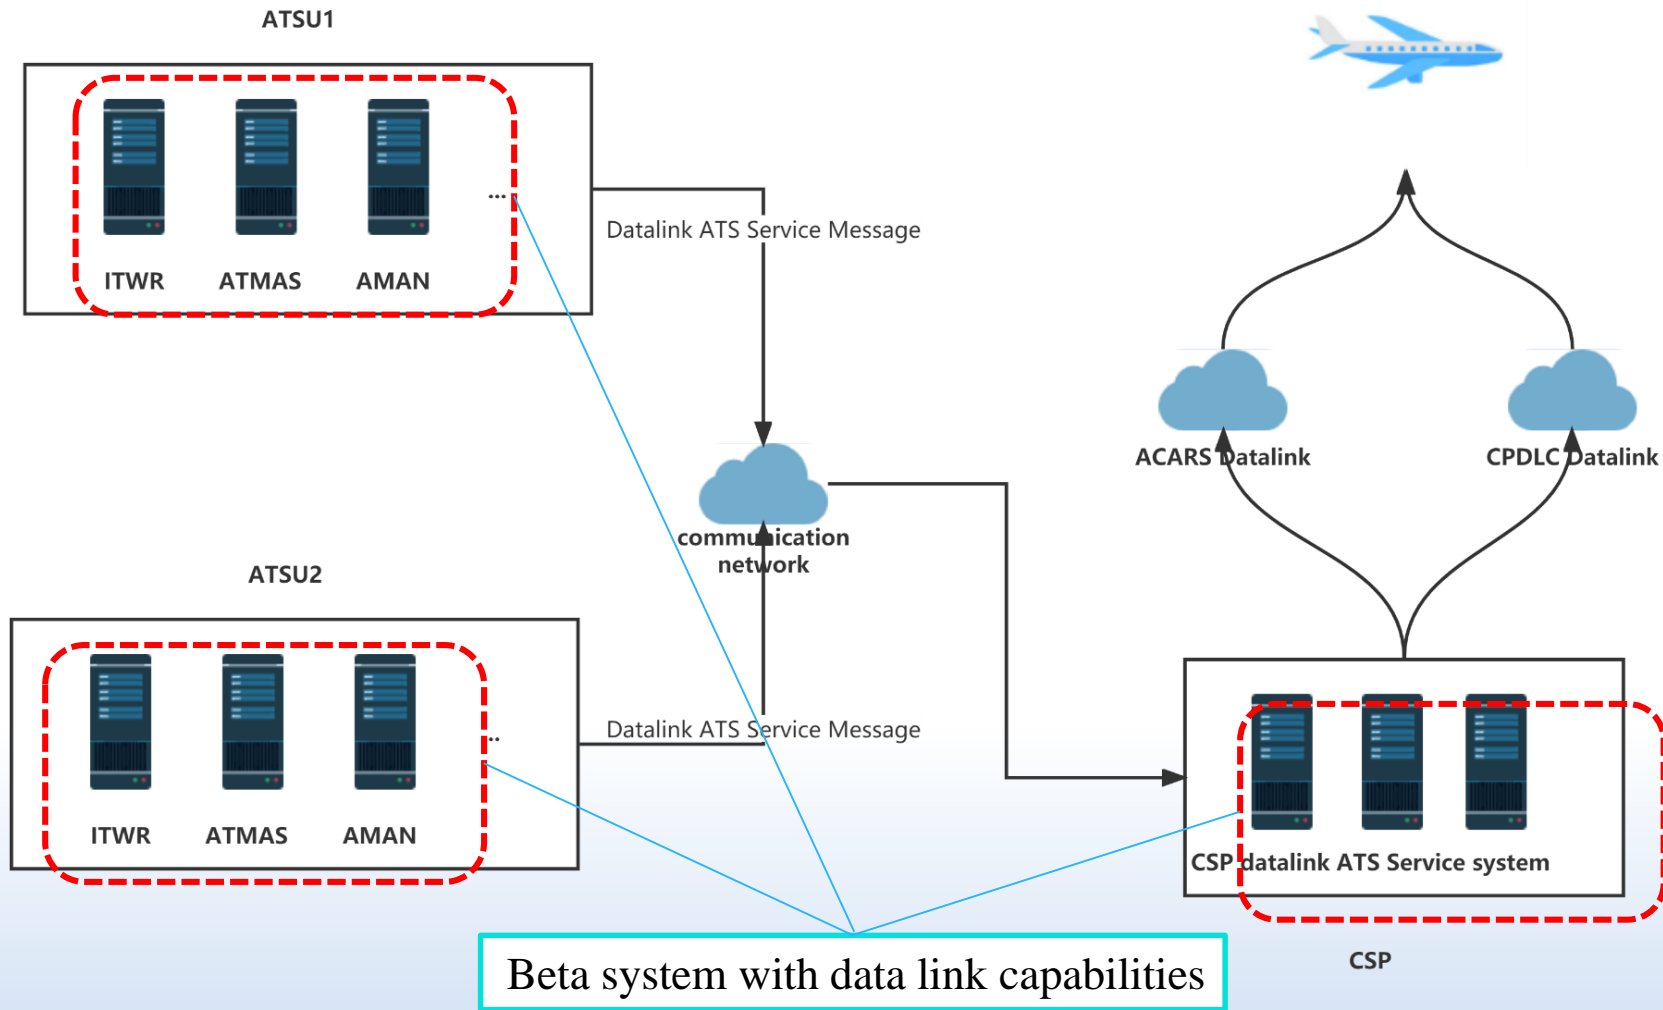 ATSU1
ITWR
ATMAS
AMAN
...
Datalink ATS Service Message
ACARS Datalink
CPDLC Datalink
communication
network
ATSU2
ITWR
ATMAS
AMAN
..
Datalink ATS Service Message
CSP datalink ATS Service system
CSP
Beta system with data link capabilities